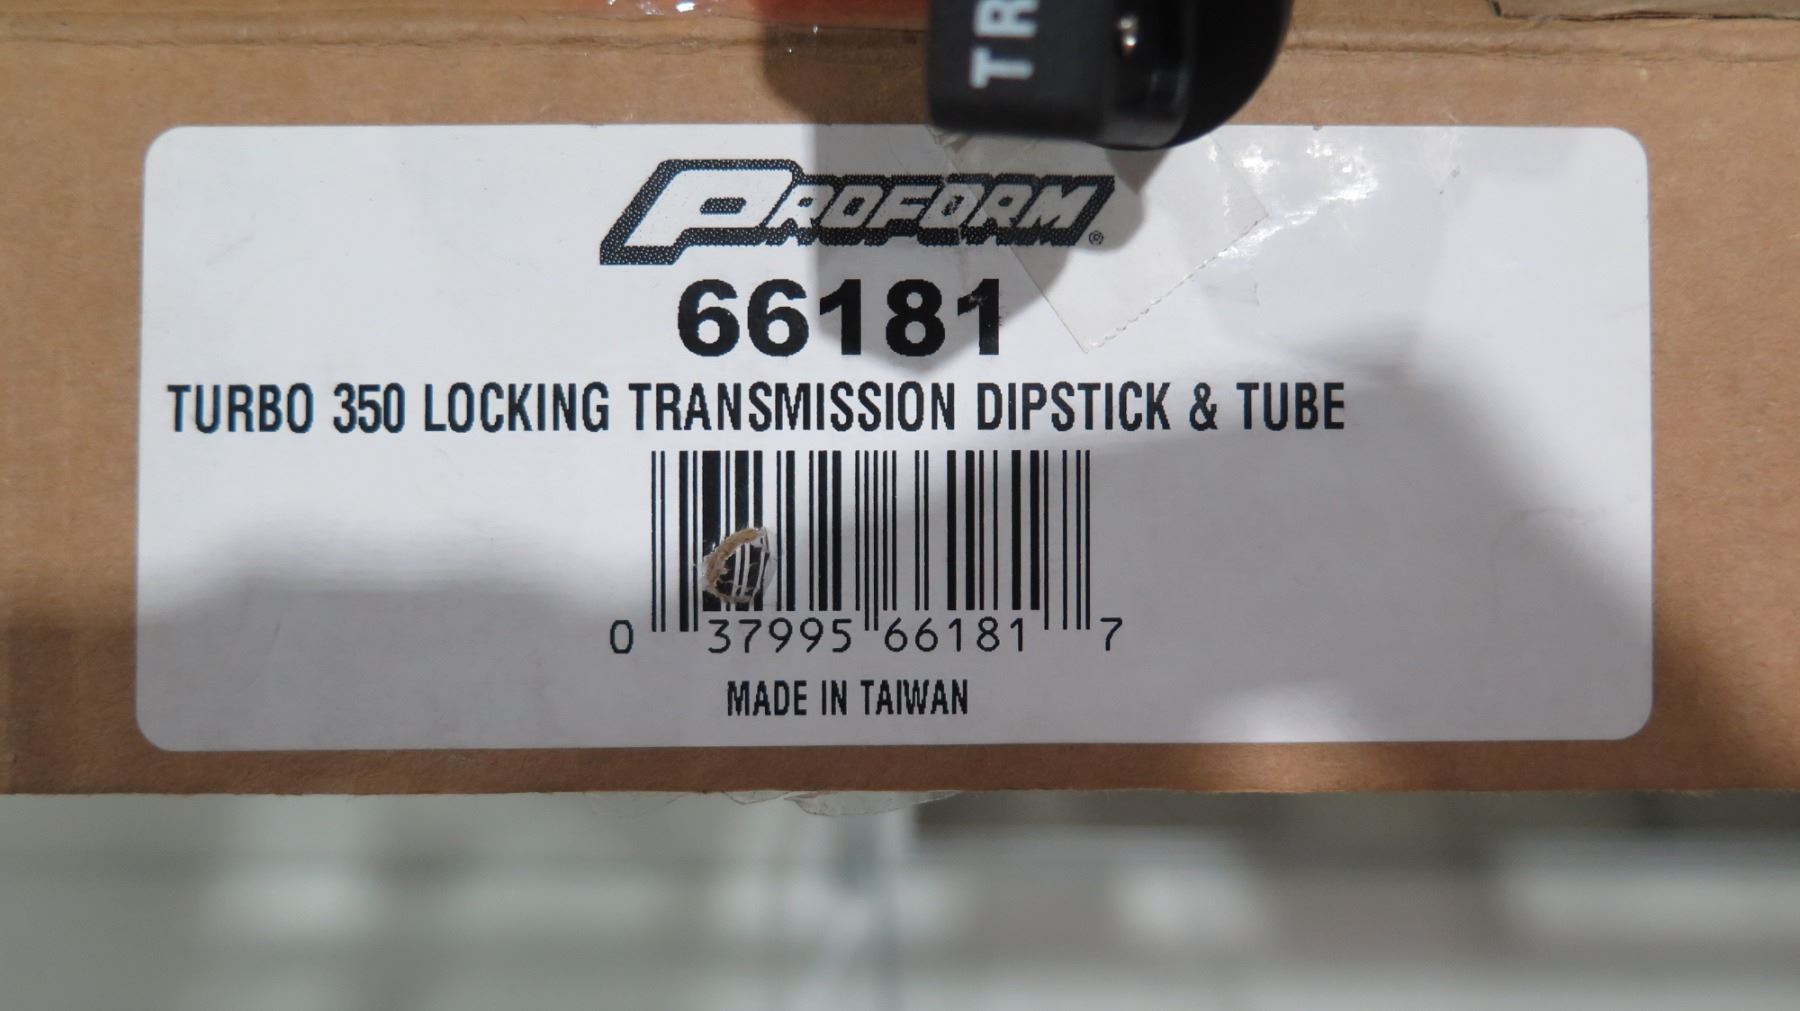 TR
PROFORM®
66181
TURBO 350 LOCKING TRANSMISSION DIPSTICK & TUBE
0 37995 66181 7
MADE IN TAIWAN